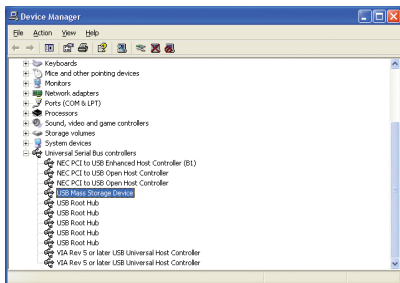 Device Manager
File Action View Help
Keyboards
Mice and other pointing devices
Monitors
Network adapters
Ports (COM & LPT)
Processors
Sound, video and game controllers
Storage volumes
System devices
Universal Serial Bus controllers
NEC PCI to USB Enhanced Host Controller (B1)
NEC PCI to USB Open Host Controller
NEC PCI to USB Open Host Controller
USB Mass Storage Device
USB Root Hub
USB Root Hub
USB Root Hub
USB Root Hub
USB Root Hub
VIA Rev 5 or later USB Universal Host Controller
VIA Rev 5 or later USB Universal Host Controller